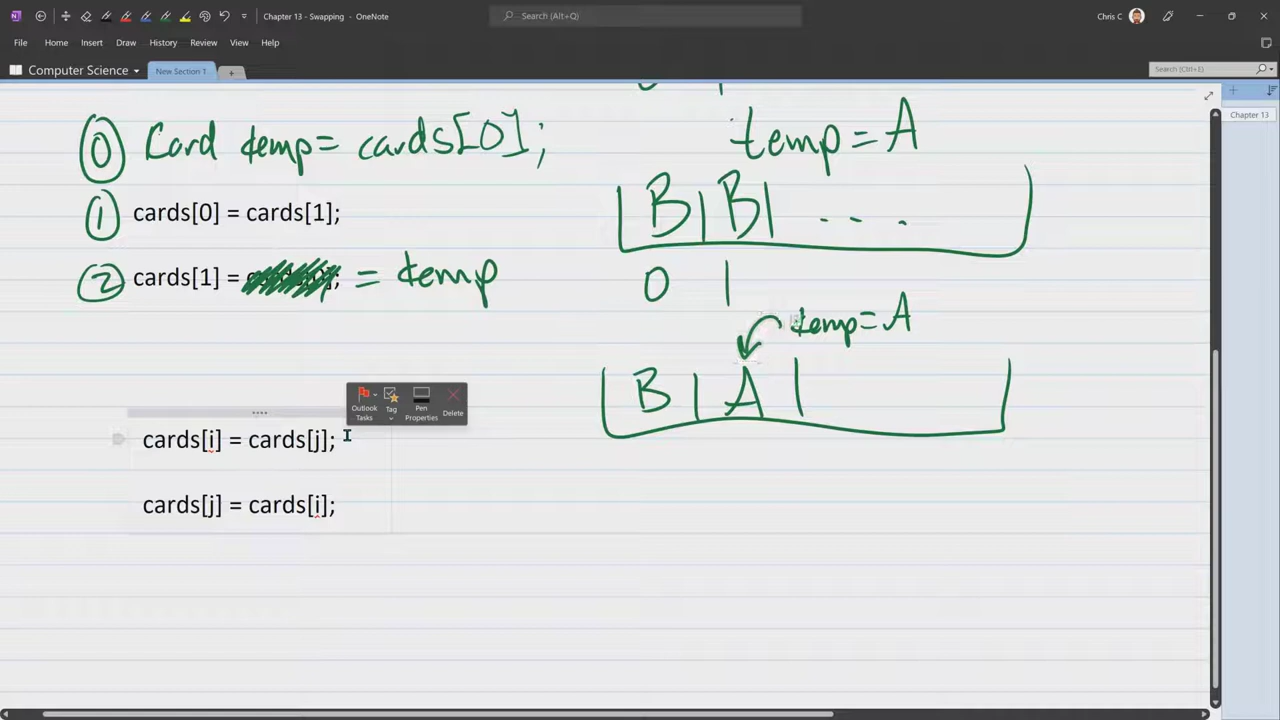 Chapter 13 - Swapping - OneNote
Search (Alt+Q)
Chris C
File Home Insert Draw History Review View Help
Computer Science
New Section 1
+
Search (Ctrl+E)
Chapter 13
temp = A
⓪ Card temp = cards[0];
① cards[0] = cards[1];
② cards[1] = = temp
B | B | . . .
0 1
temp = A
B | A |
Outlook Tasks
Tag
Pen Properties
Delete
cards[i] = cards[j];
cards[j] = cards[i];